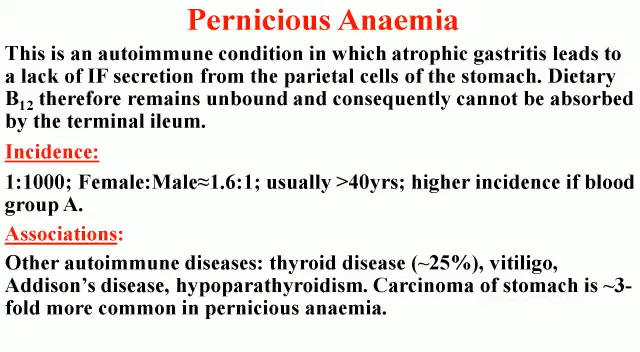 Pernicious Anaemia
This is an autoimmune condition in which atrophic gastritis leads to
a lack of IF secretion from the parietal cells of the stomach. Dietary
B₁₂ therefore remains unbound and consequently cannot be absorbed
by the terminal ileum.
Incidence:
1:1000; Female:Male≈1.6:1; usually >40yrs; higher incidence if blood
group A.
Associations:
Other autoimmune diseases: thyroid disease (~25%), vitiligo,
Addison’s disease, hypoparathyroidism. Carcinoma of stomach is ~3-
fold more common in pernicious anaemia.